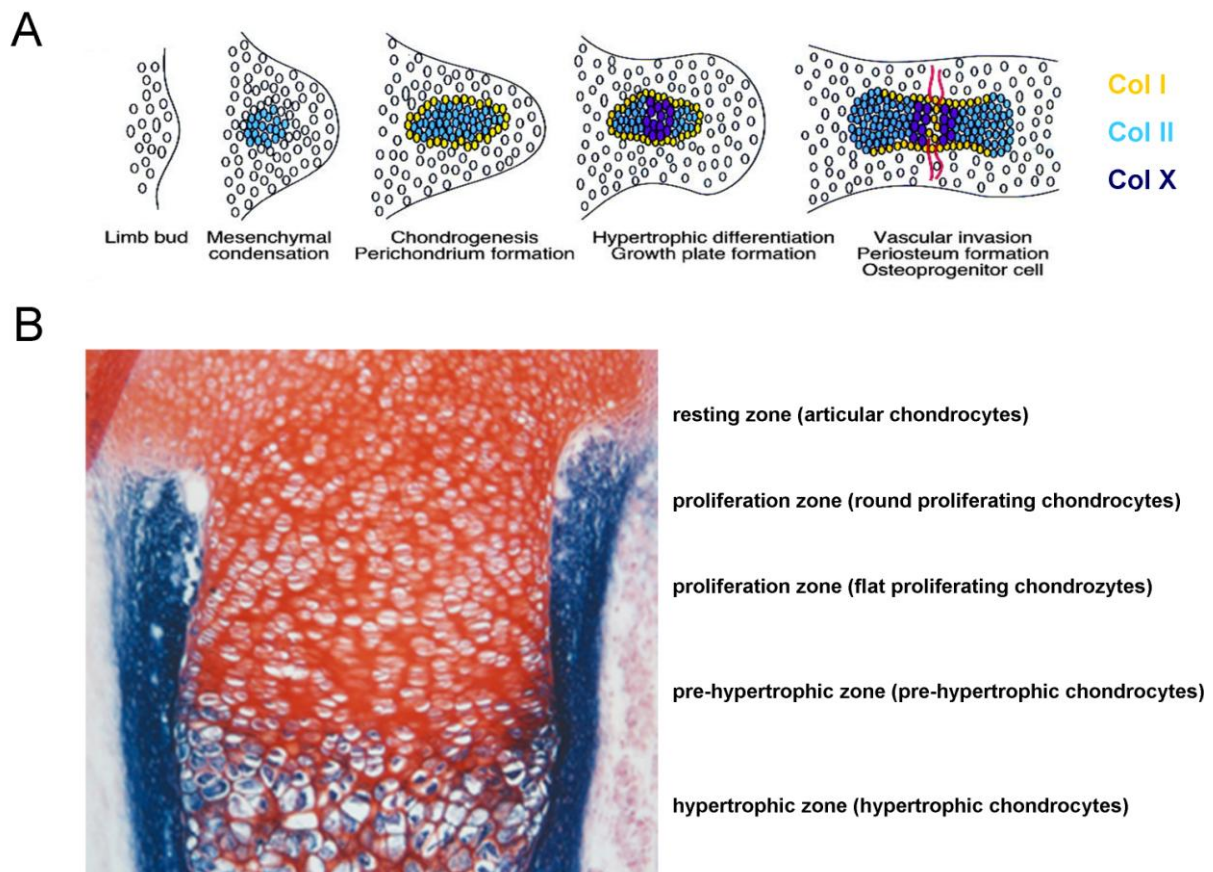 A
Col I
Col II
Col X
Limb bud
Mesenchymal
condensation
Chondrogenesis
Perichondrium formation
Hypertrophic differentiation
Growth plate formation
Vascular invasion
Periosteum formation
Osteoprogenitor cell
B
resting zone (articular chondrocytes)
proliferation zone (round proliferating chondrocytes)
proliferation zone (flat proliferating chondrozytes)
pre-hypertrophic zone (pre-hypertrophic chondrocytes)
hypertrophic zone (hypertrophic chondrocytes)